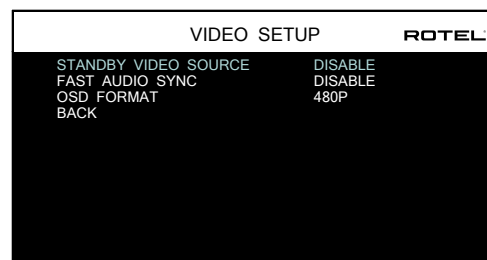 VIDEO SETUP ROTEL
STANDBY VIDEO SOURCE DISABLE
FAST AUDIO SYNC DISABLE
OSD FORMAT 480P
BACK